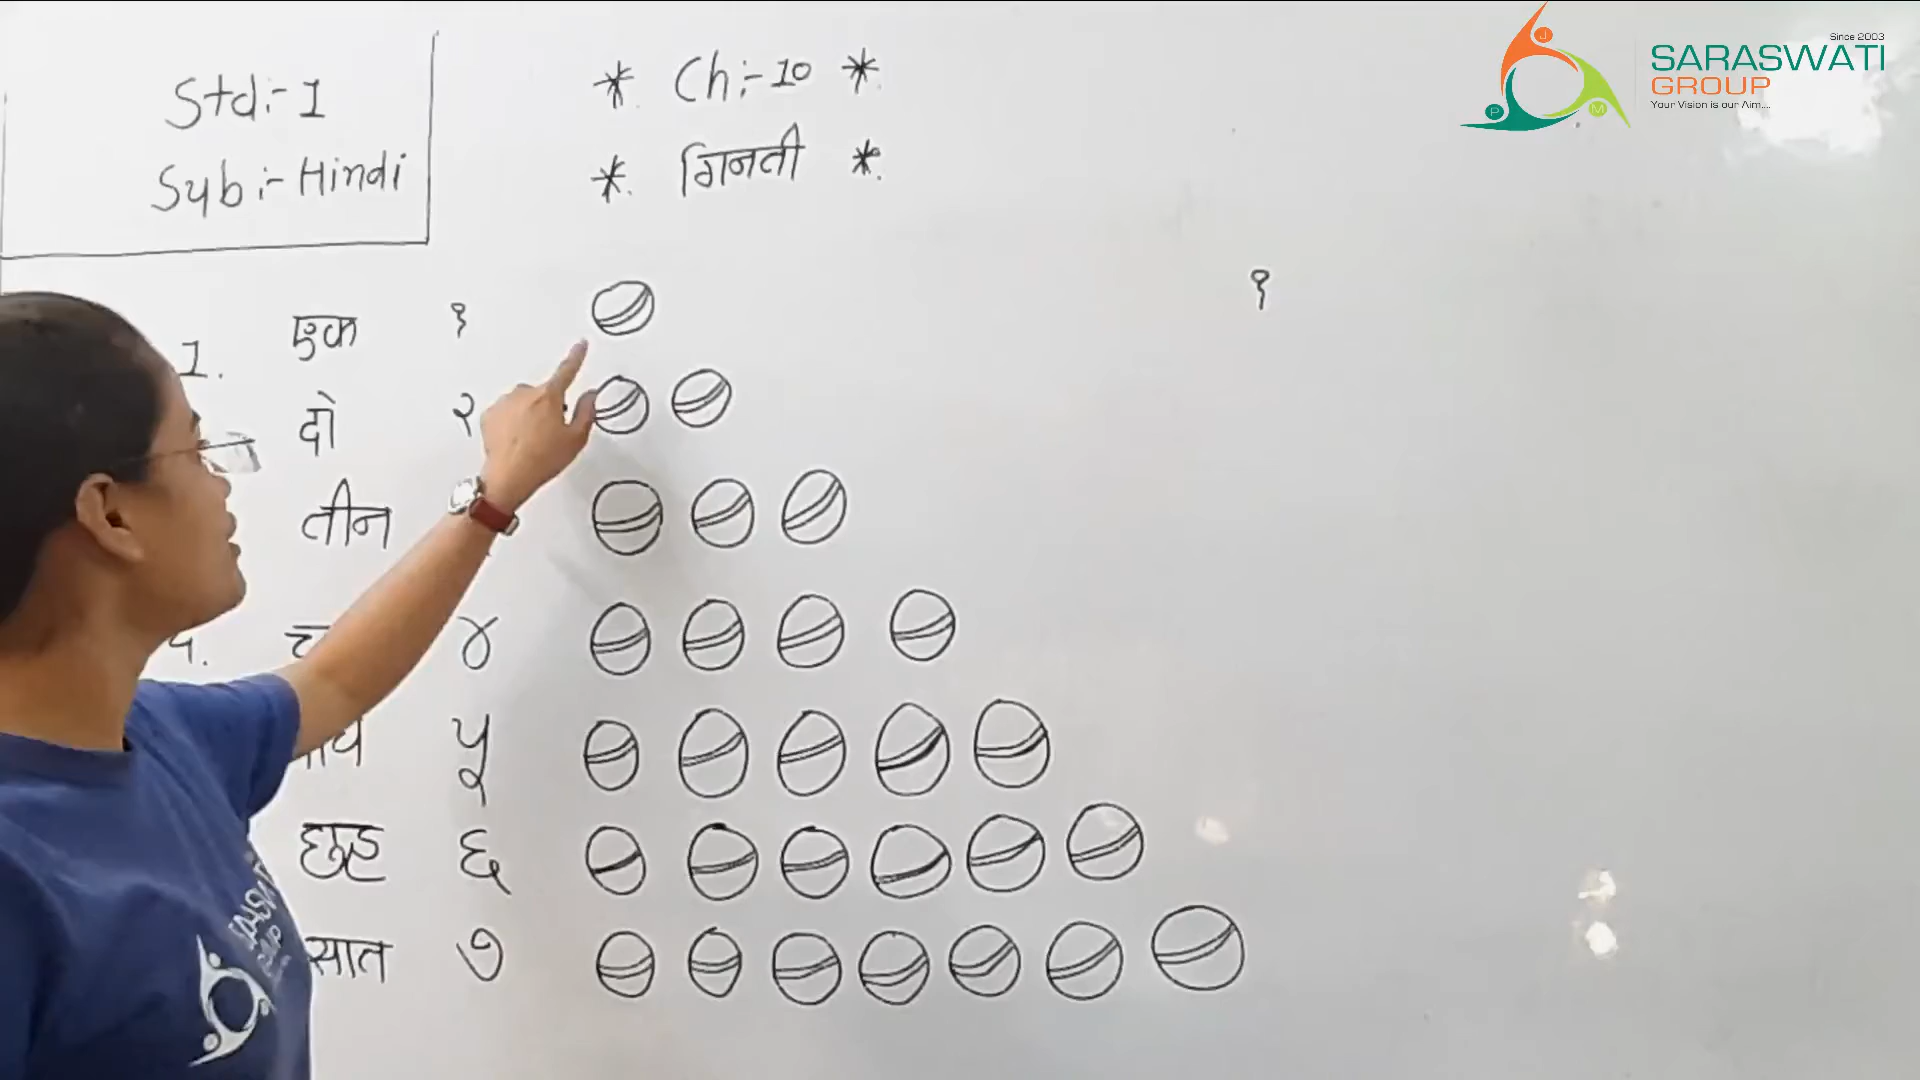 Since 2003
SARASWATI
GROUP
Your Vision is our Aim....
J
P
M
Std:-1
Sub:-Hindi
* Ch:-10 *
* गिनती *
1. एक १
दो २
तीन
४
५
छह ६
सात ७
१